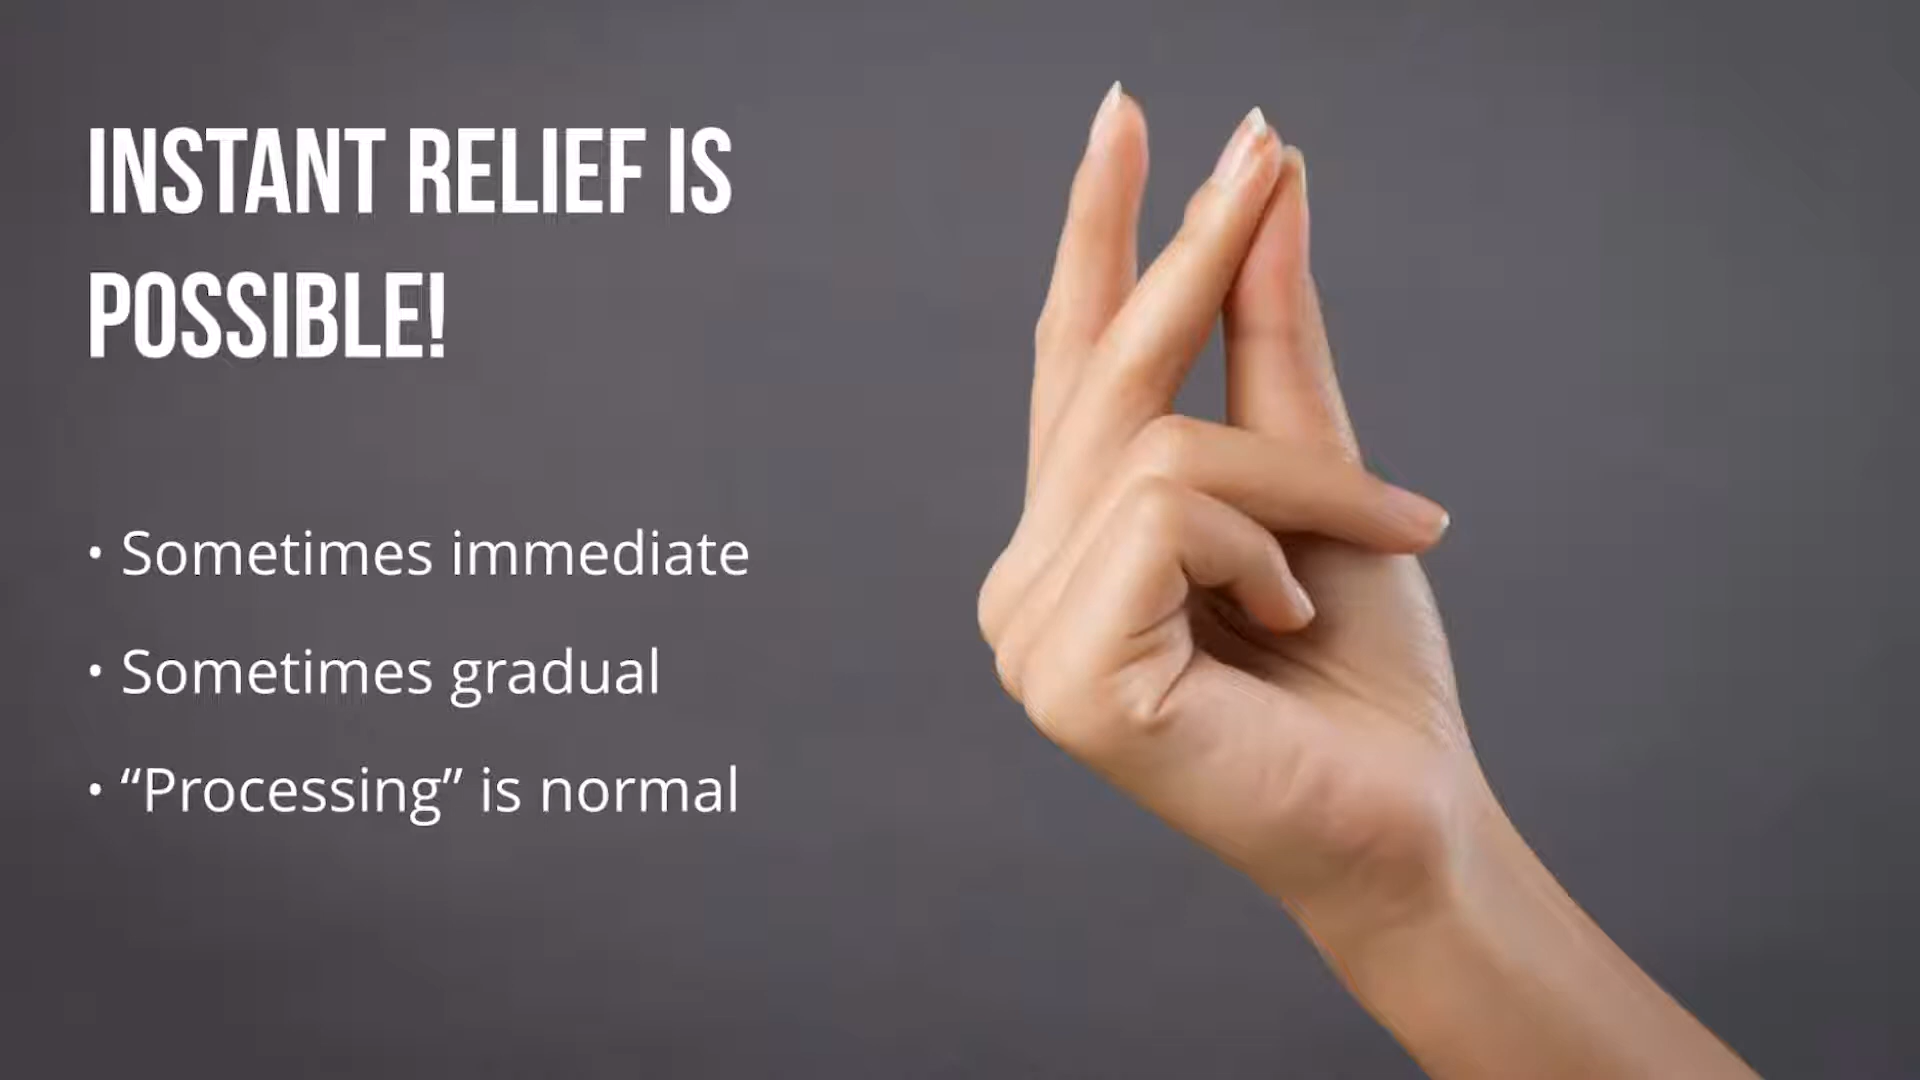 INSTANT RELIEF IS
POSSIBLE!
• Sometimes immediate
• Sometimes gradual
• “Processing” is normal